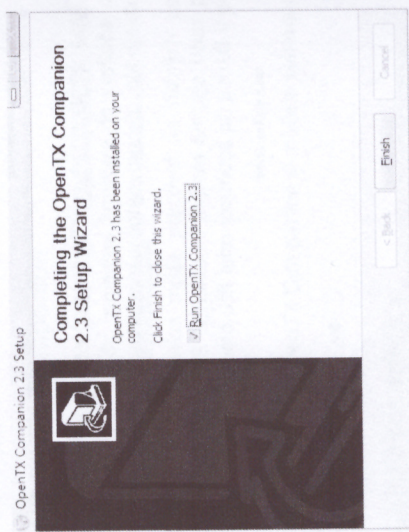 OpenTX Companion 2.3 Setup
Completing the OpenTX Companion
2.3 Setup Wizard
OpenTX Companion 2.3 has been installed on your
computer.
Click Finish to close this wizard.
Run OpenTX Companion 2.3
< Back
Finish
Cancel